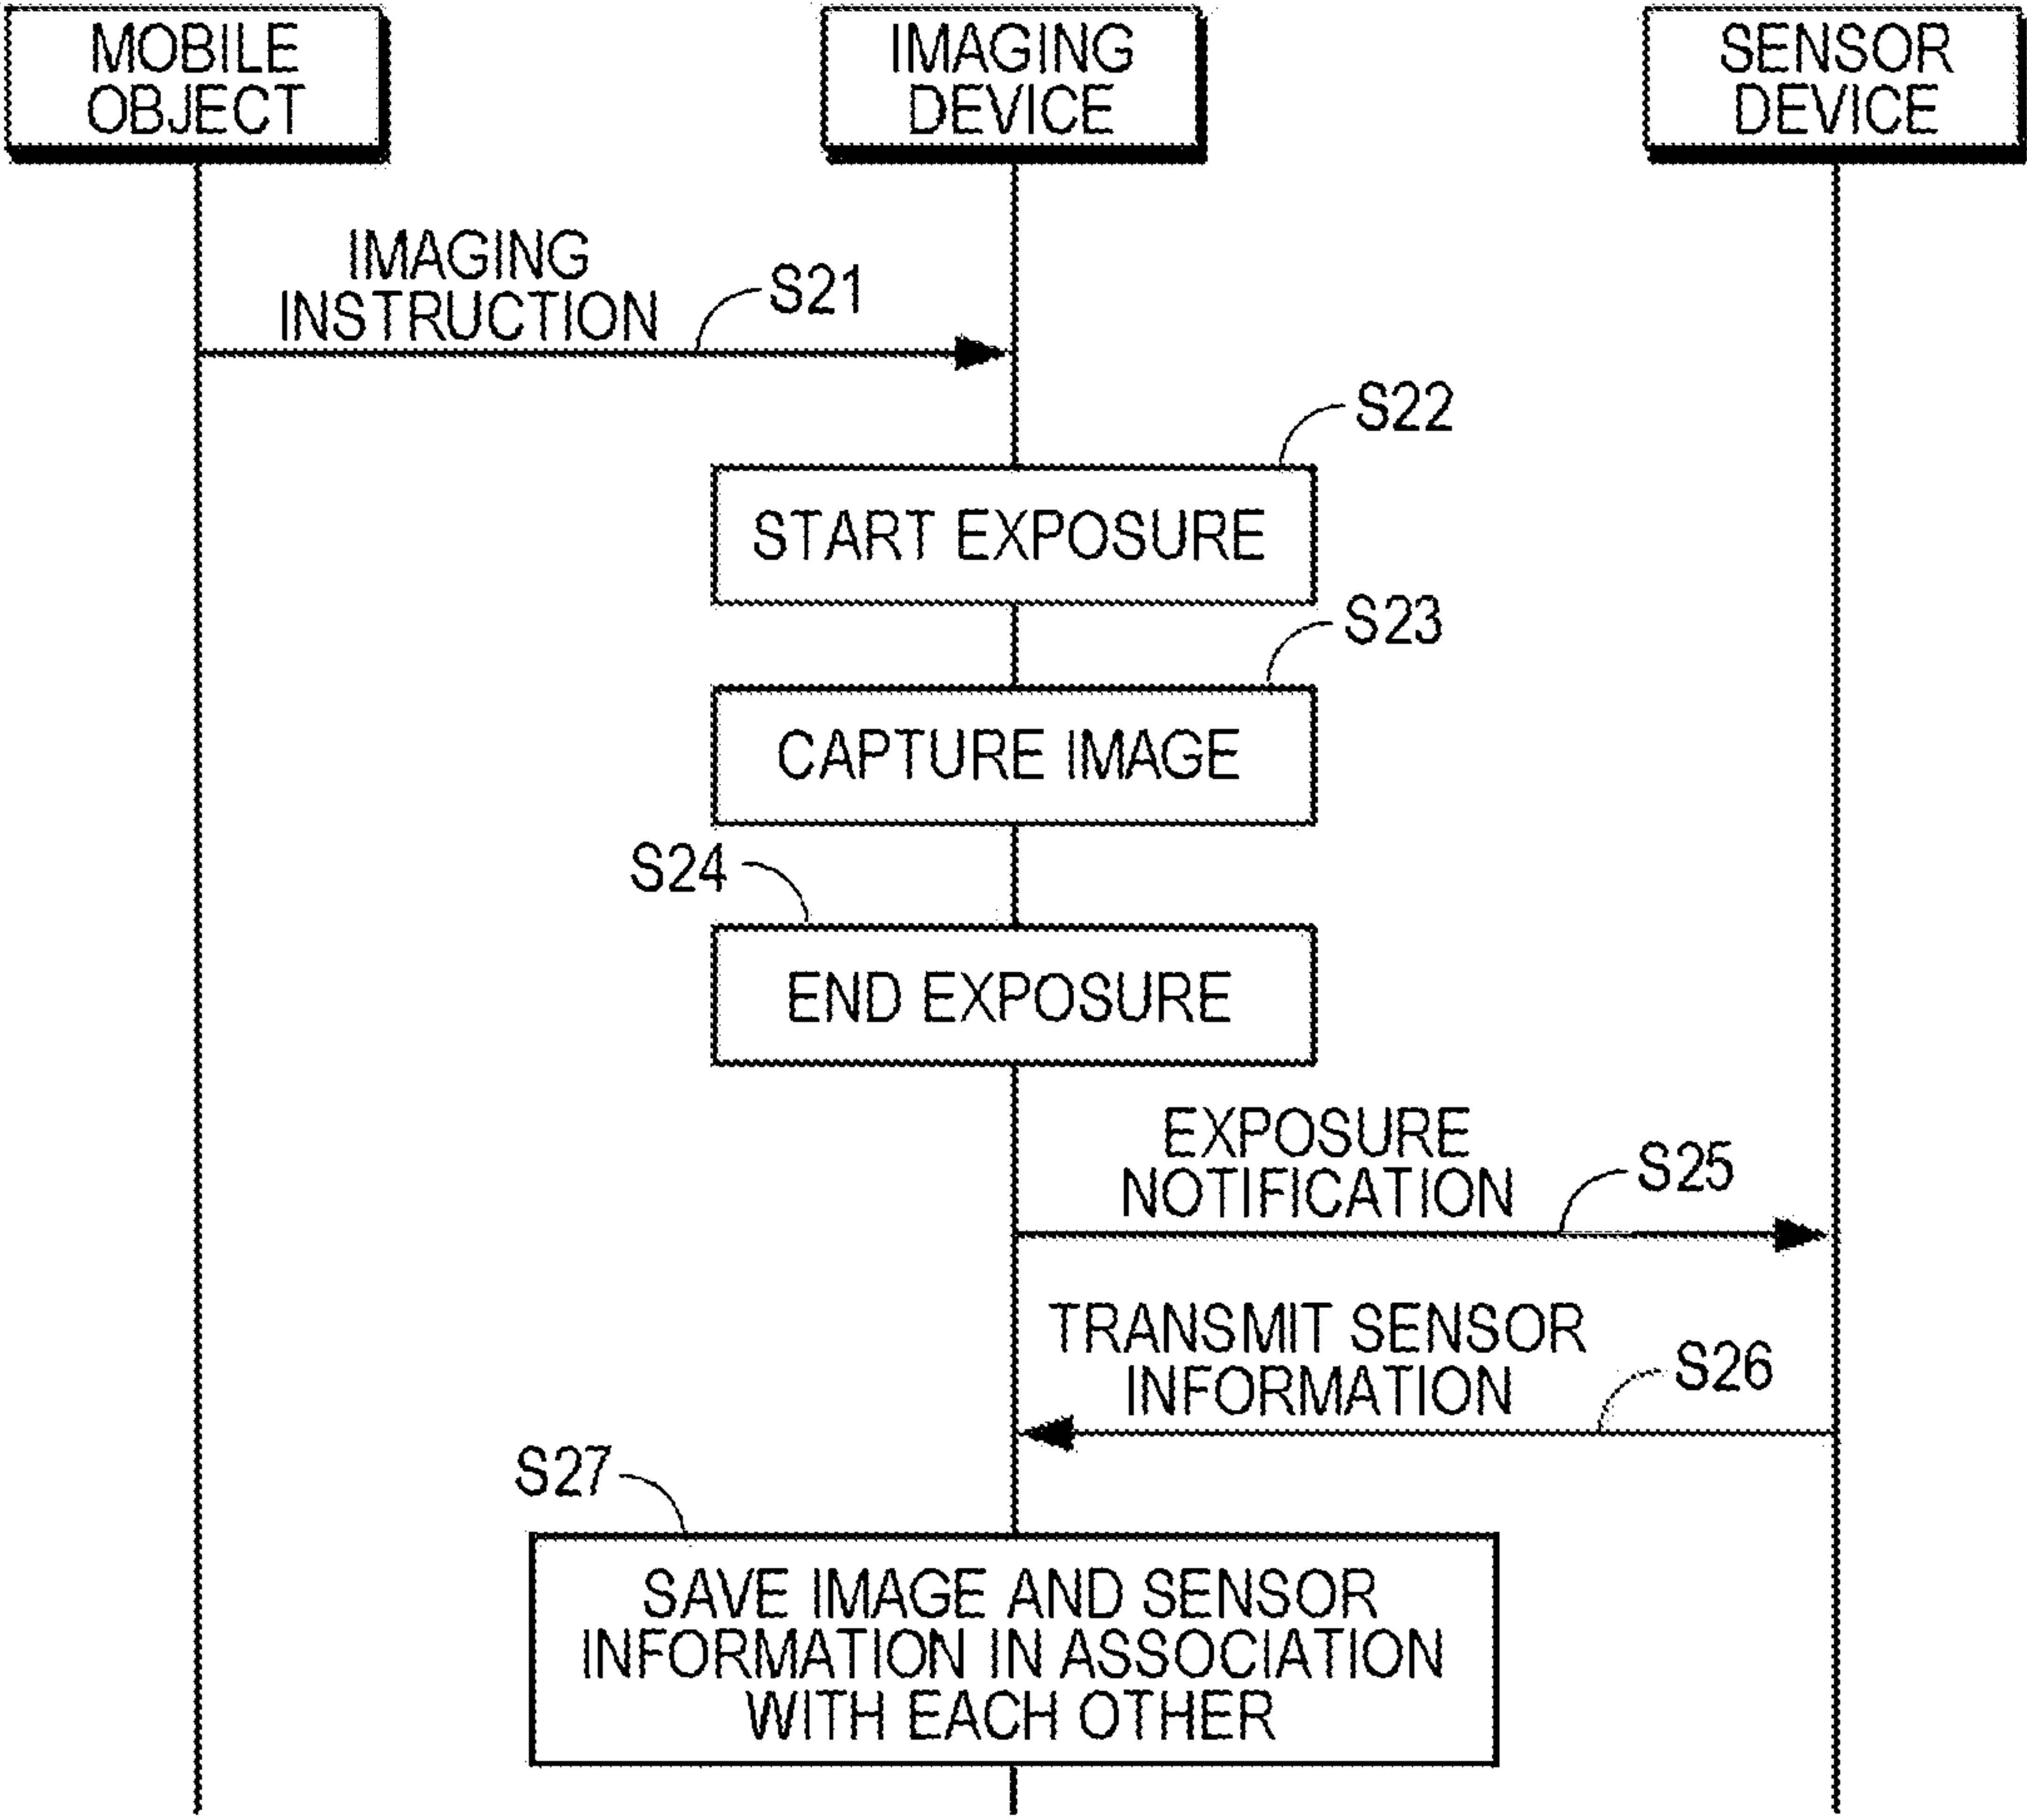 MOBILE
OBJECT
IMAGING
DEVICE
SENSOR
DEVICE
IMAGING
INSTRUCTION
S21
S22
START EXPOSURE
S23
CAPTURE IMAGE
S24
END EXPOSURE
EXPOSURE
NOTIFICATION
S25
TRANSMIT SENSOR
INFORMATION
S26
S27
SAVE IMAGE AND SENSOR
INFORMATION IN ASSOCIATION
WITH EACH OTHER